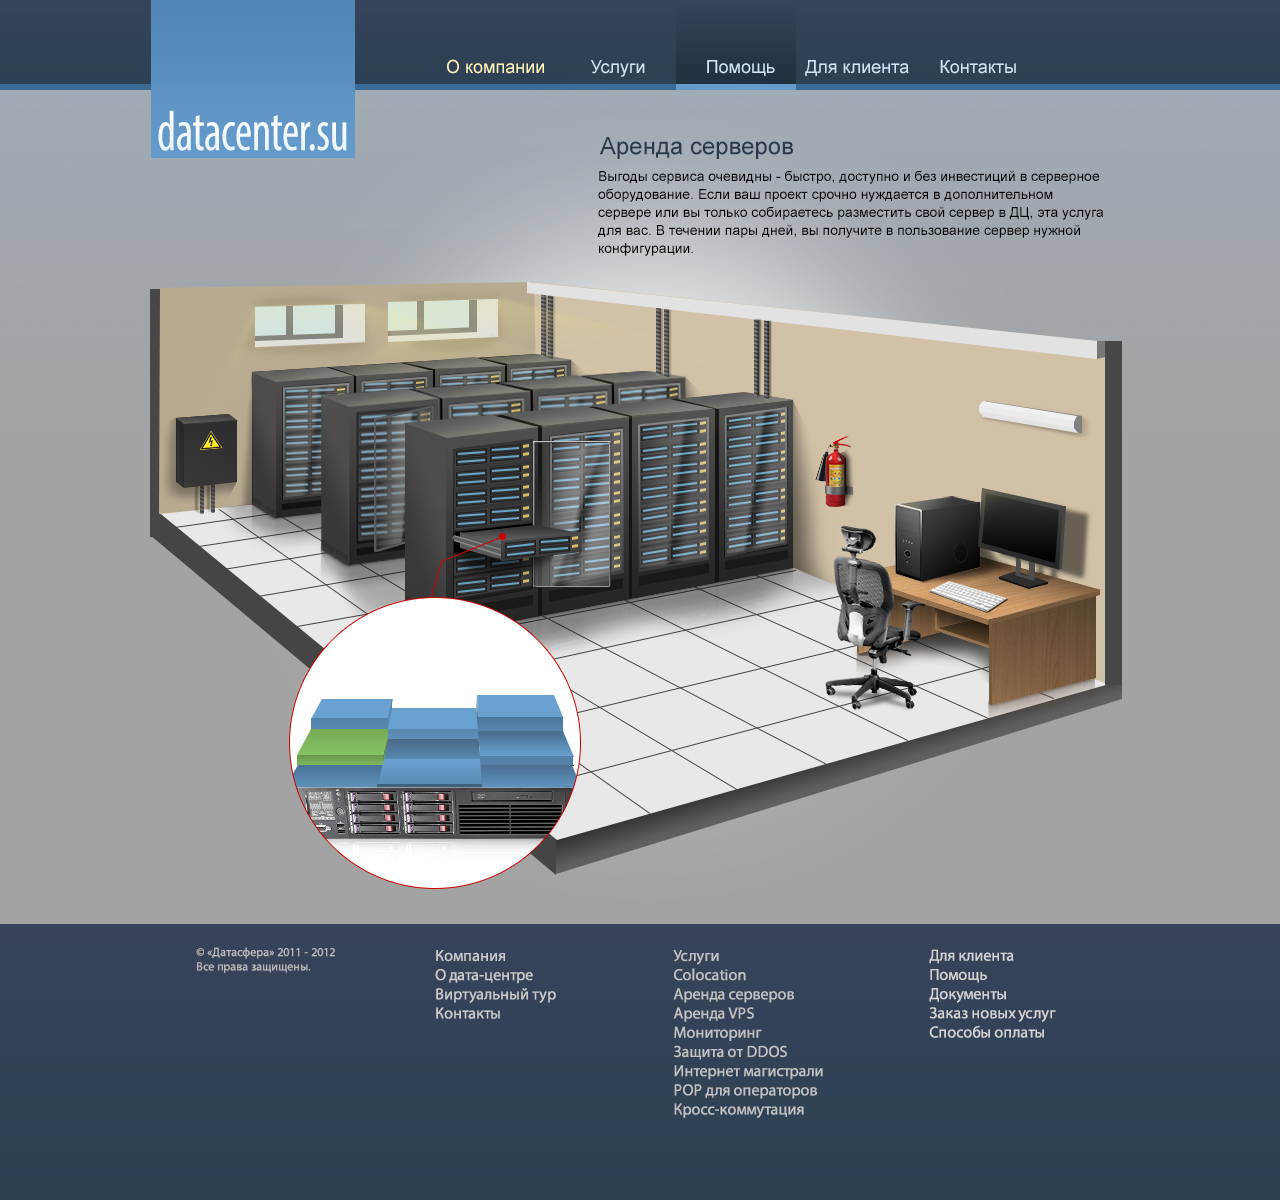 О компании
Услуги
Помощь
Для клиента
Контакты
datacenter.su
Аренда серверов
Выгоды сервиса очевидны - быстро, доступно и без инвестиций в серверное
оборудование. Если ваш проект срочно нуждается в дополнительном
сервере или вы только собираетесь разместить свой сервер в ДЦ, эта услуга
для вас. В течении пары дней, вы получите в пользование сервер нужной
конфигурации.
© «Датасфера» 2011 - 2012
Все права защищены.
Компания
О дата-центре
Виртуальный тур
Контакты
Услуги
Colocation
Аренда серверов
Аренда VPS
Мониторинг
Защита от DDOS
Интернет магистрали
POP для операторов
Кросс-коммутация
Для клиента
Помощь
Документы
Заказ новых услуг
Способы оплаты